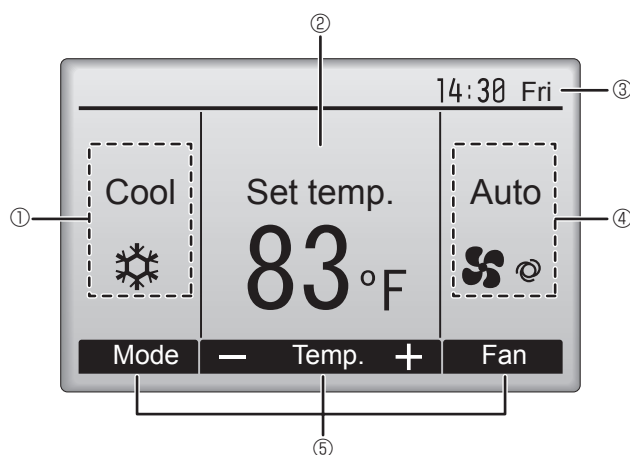 ②
14:30 Fri ③
① Cool Set temp. Auto ④
83°F
Mode — Temp. + Fan
⑤